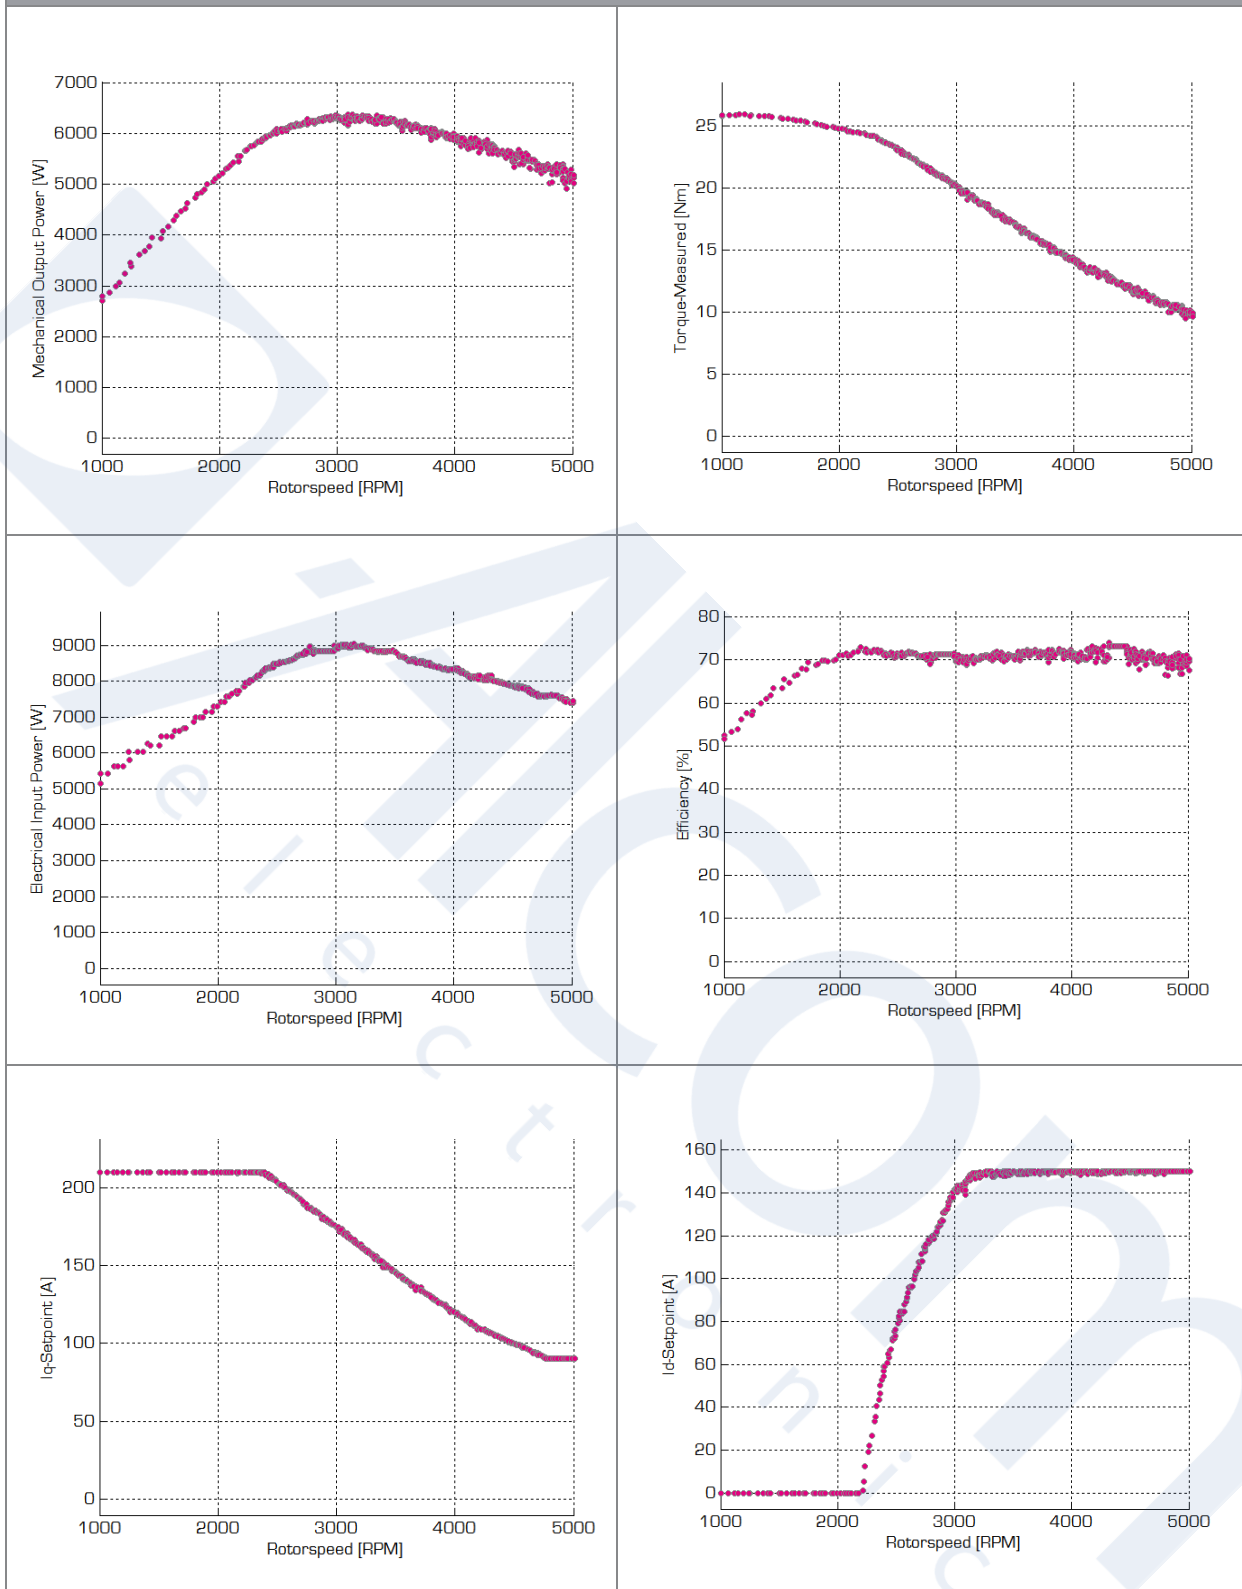 7000
6000
5000
4000
3000
2000
1000
0
Mechanical Output Power [W]
1000 2000 3000 4000 5000
Rotorspeed [RPM]
25
20
15
10
5
0
Torque-Measured [Nm]
1000 2000 3000 4000 5000
Rotorspeed [RPM]
9000
8000
7000
6000
5000
4000
3000
2000
1000
0
Electrical Input Power [W]
1000 2000 3000 4000 5000
Rotorspeed [RPM]
80
70
60
50
40
30
20
10
0
Efficiency [%]
1000 2000 3000 4000 5000
Rotorspeed [RPM]
200
150
100
50
0
Iq-Setpoint [A]
1000 2000 3000 4000 5000
Rotorspeed [RPM]
160
140
120
100
80
60
40
20
0
Id-Setpoint [A]
1000 2000 3000 4000 5000
Rotorspeed [RPM]
electronic